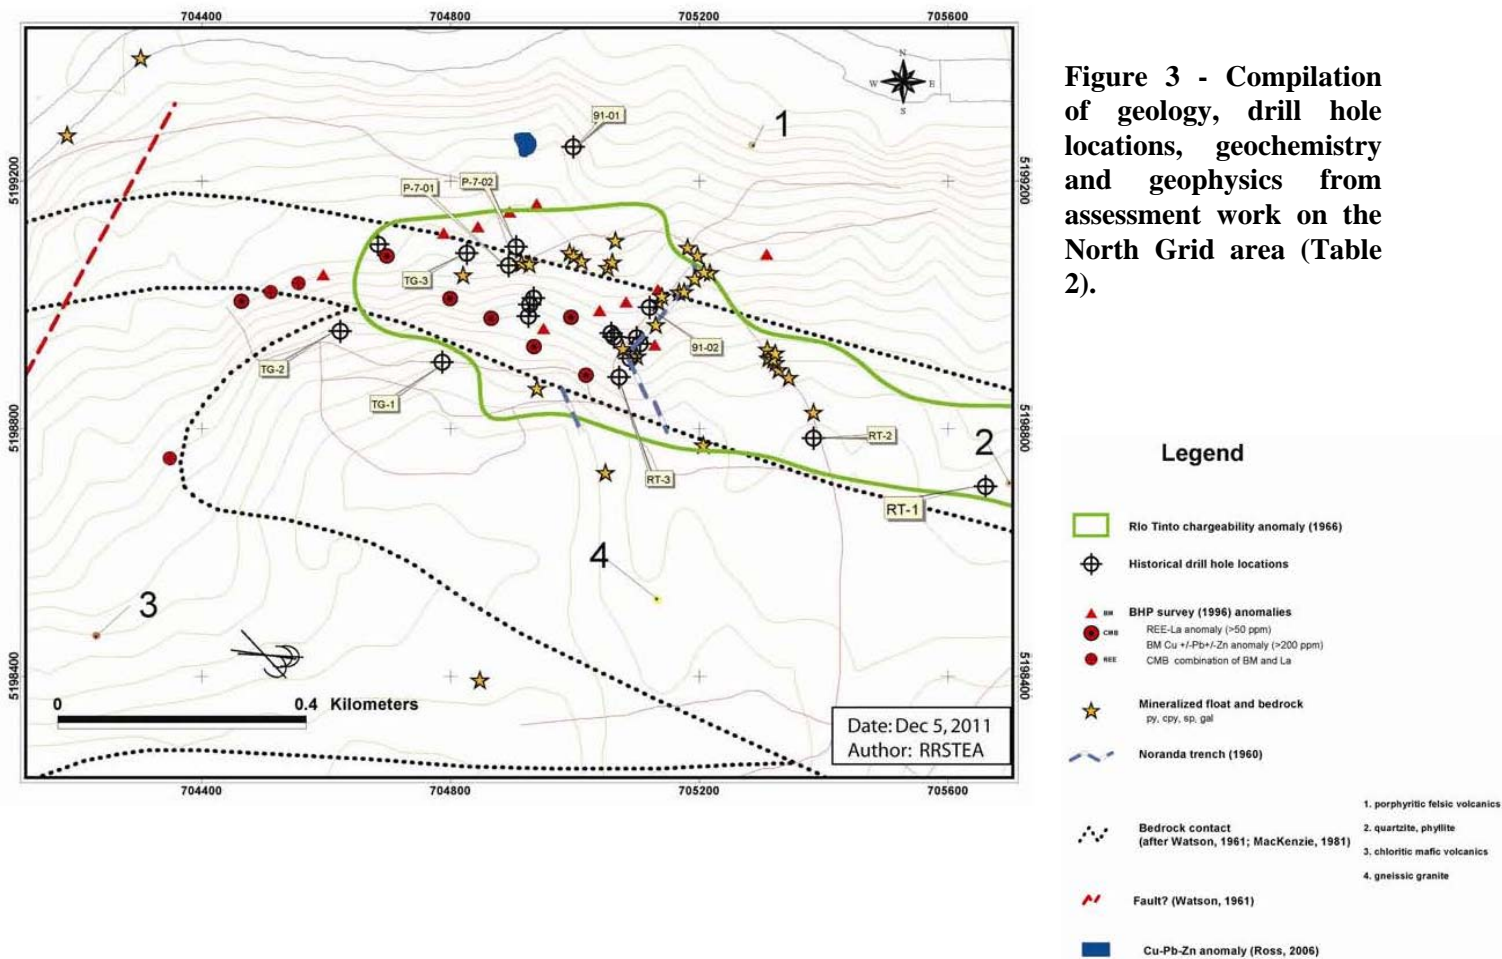 704400
704800
705200
705600
N
W
E
S
91-01
1
5199200
5199200
P-7-01
P-7-02
TG-3
TG-2
91-02
TG-1
5198800
5198800
RT-2
2
RT-3
RT-1
4
3
5198400
5198400
0
0.4 Kilometers
Date: Dec 5, 2011
Author: RRSTEA
704400
704800
705200
705600
Figure 3 - Compilation
of geology, drill hole
locations, geochemistry
and geophysics from
assessment work on the
North Grid area (Table
2).
Legend
RIo Tinto chargeability anomaly (1966)
Historical drill hole locations
BM
BHP survey (1996) anomalies
CMB
REE-La anomaly (>50 ppm)
BM Cu +/-Pb+/-Zn anomaly (>200 ppm)
REE
CMB combination of BM and La
Mineralized float and bedrock
py, cpy, sp, gal
Noranda trench (1960)
Bedrock contact
(after Watson, 1961; MacKenzie, 1981)
1. porphyritic felsic volcanics
2. quartzite, phyllite
3. chloritic mafic volcanics
4. gneissic granite
Fault? (Watson, 1961)
Cu-Pb-Zn anomaly (Ross, 2006)